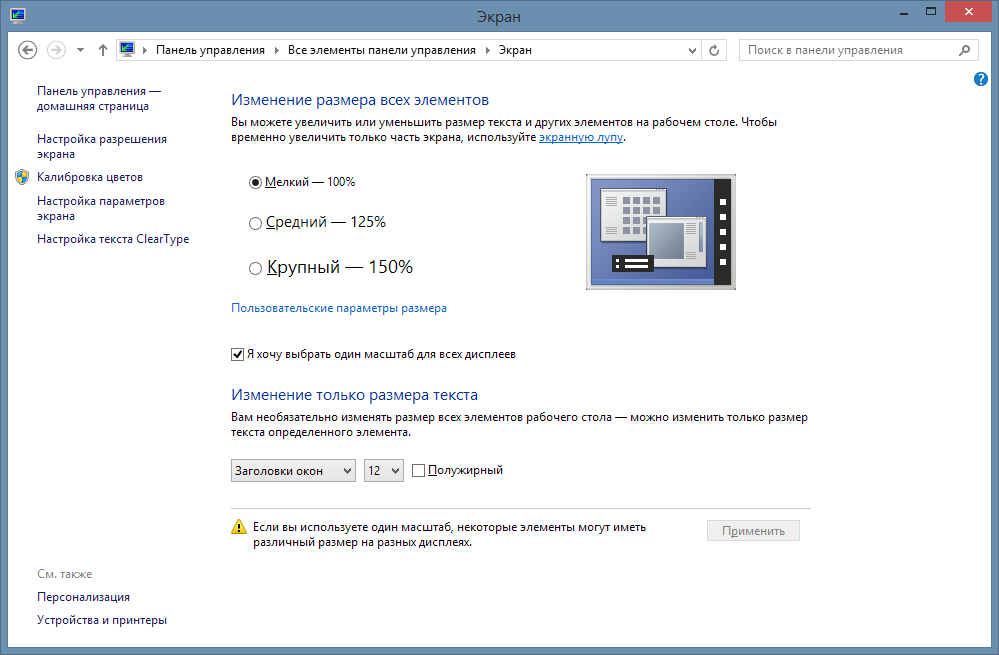 Экран
Панель управления
Все элементы панели управления
Экран
Поиск в панели управления
Панель управления —
домашняя страница
Настройка разрешения
экрана
Калибровка цветов
Настройка параметров
экрана
Настройка текста ClearType
См. также
Персонализация
Устройства и принтеры
Изменение размера всех элементов
Вы можете увеличить или уменьшить размер текста и других элементов на рабочем столе. Чтобы
временно увеличить только часть экрана, используйте экранную лупу.
Мелкий — 100%
Средний — 125%
Крупный — 150%
Пользовательские параметры размера
Я хочу выбрать один масштаб для всех дисплеев
Изменение только размера текста
Вам необязательно изменять размер всех элементов рабочего стола — можно изменить только размер
текста определенного элемента.
Заголовки окон 12 Полужирный
Если вы используете один масштаб, некоторые элементы могут иметь
различный размер на разных дисплеях.
Применить